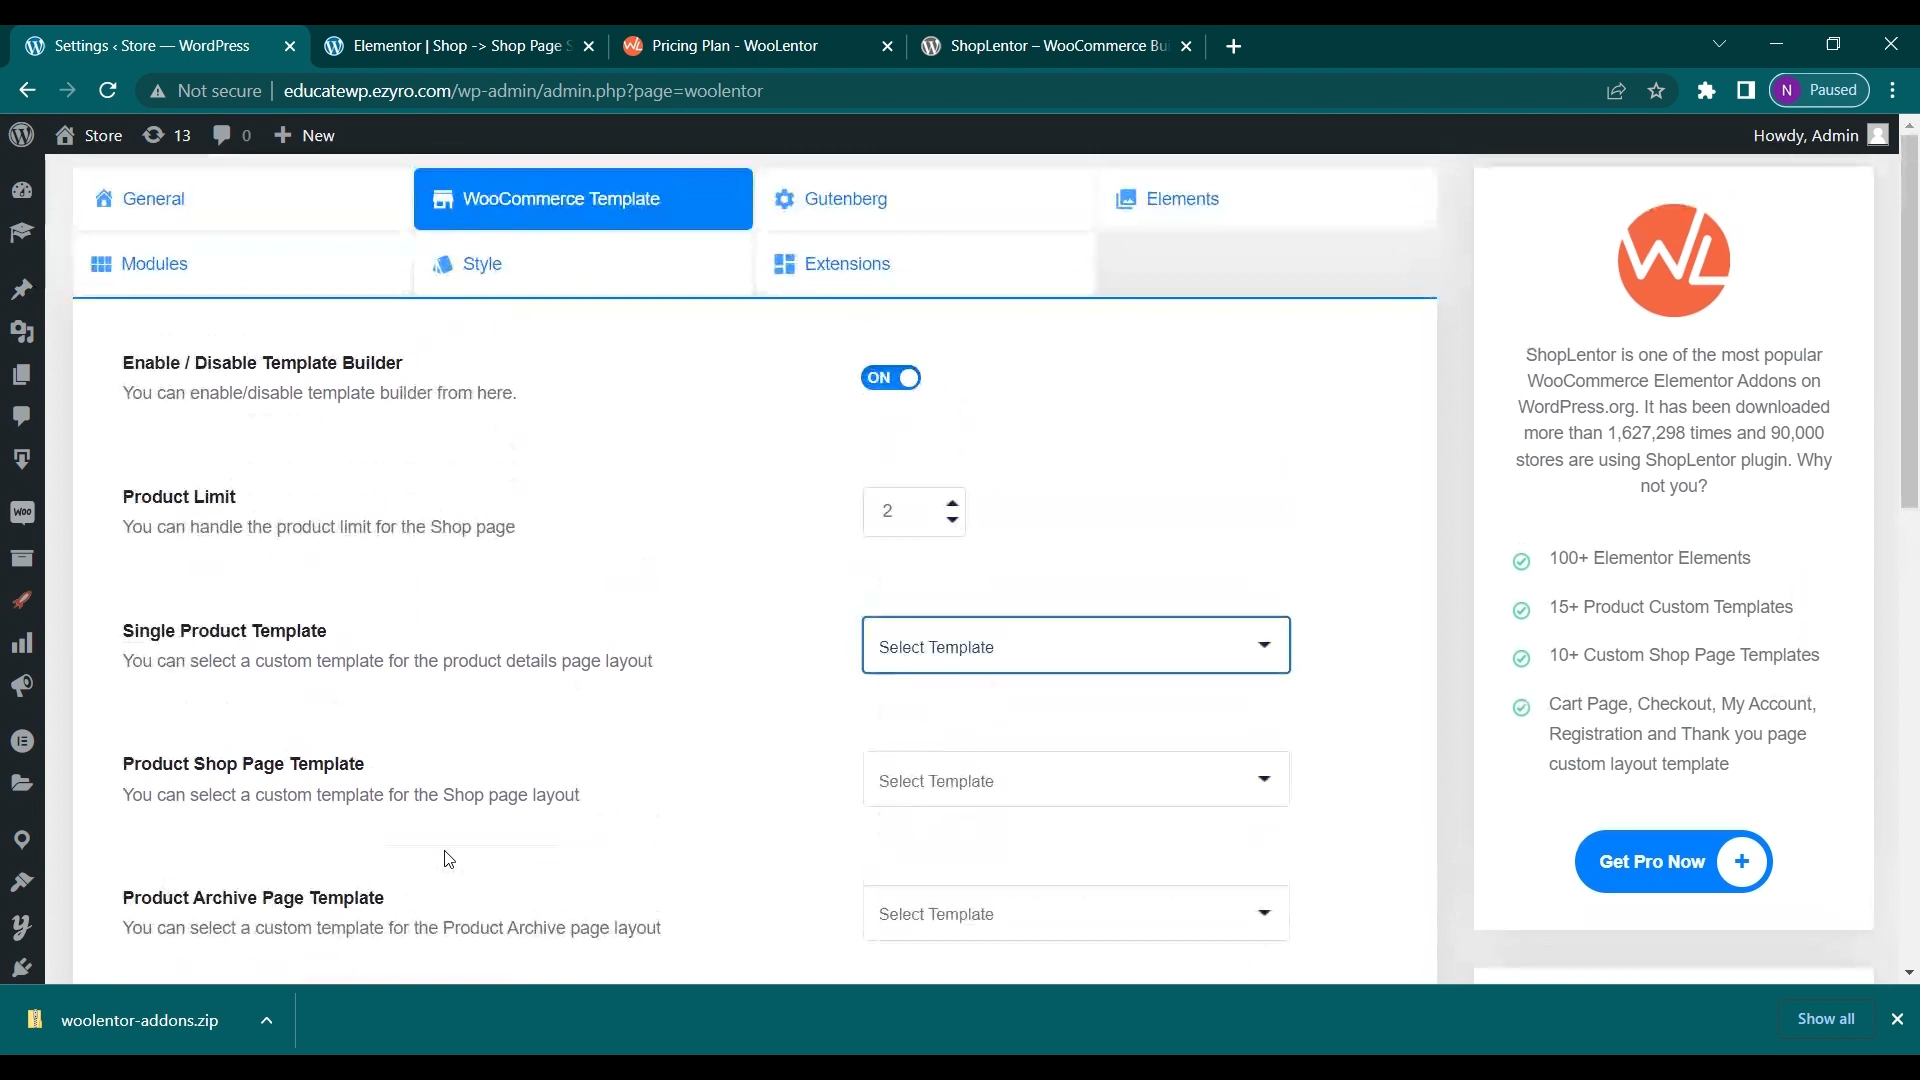 Settings ‹ Store — WordPress
Elementor | Shop -> Shop Page S
Pricing Plan - WooLentor
ShopLentor – WooCommerce Bui
Not secure
educatewp.ezyro.com/wp-admin/admin.php?page=woolentor
N Paused
Store
13
0
New
Howdy, Admin
General
WooCommerce Template
Gutenberg
Elements
Modules
Style
Extensions
Enable / Disable Template Builder
You can enable/disable template builder from here.
ON
Product Limit
You can handle the product limit for the Shop page
2
Single Product Template
You can select a custom template for the product details page layout
Select Template
Product Shop Page Template
You can select a custom template for the Shop page layout
Select Template
Product Archive Page Template
You can select a custom template for the Product Archive page layout
Select Template
Woo
WL
ShopLentor is one of the most popular
WooCommerce Elementor Addons on
WordPress.org. It has been downloaded
more than 1,627,298 times and 90,000
stores are using ShopLentor plugin. Why
not you?
100+ Elementor Elements
15+ Product Custom Templates
10+ Custom Shop Page Templates
Cart Page, Checkout, My Account,
Registration and Thank you page
custom layout template
Get Pro Now
woolentor-addons.zip
Show all